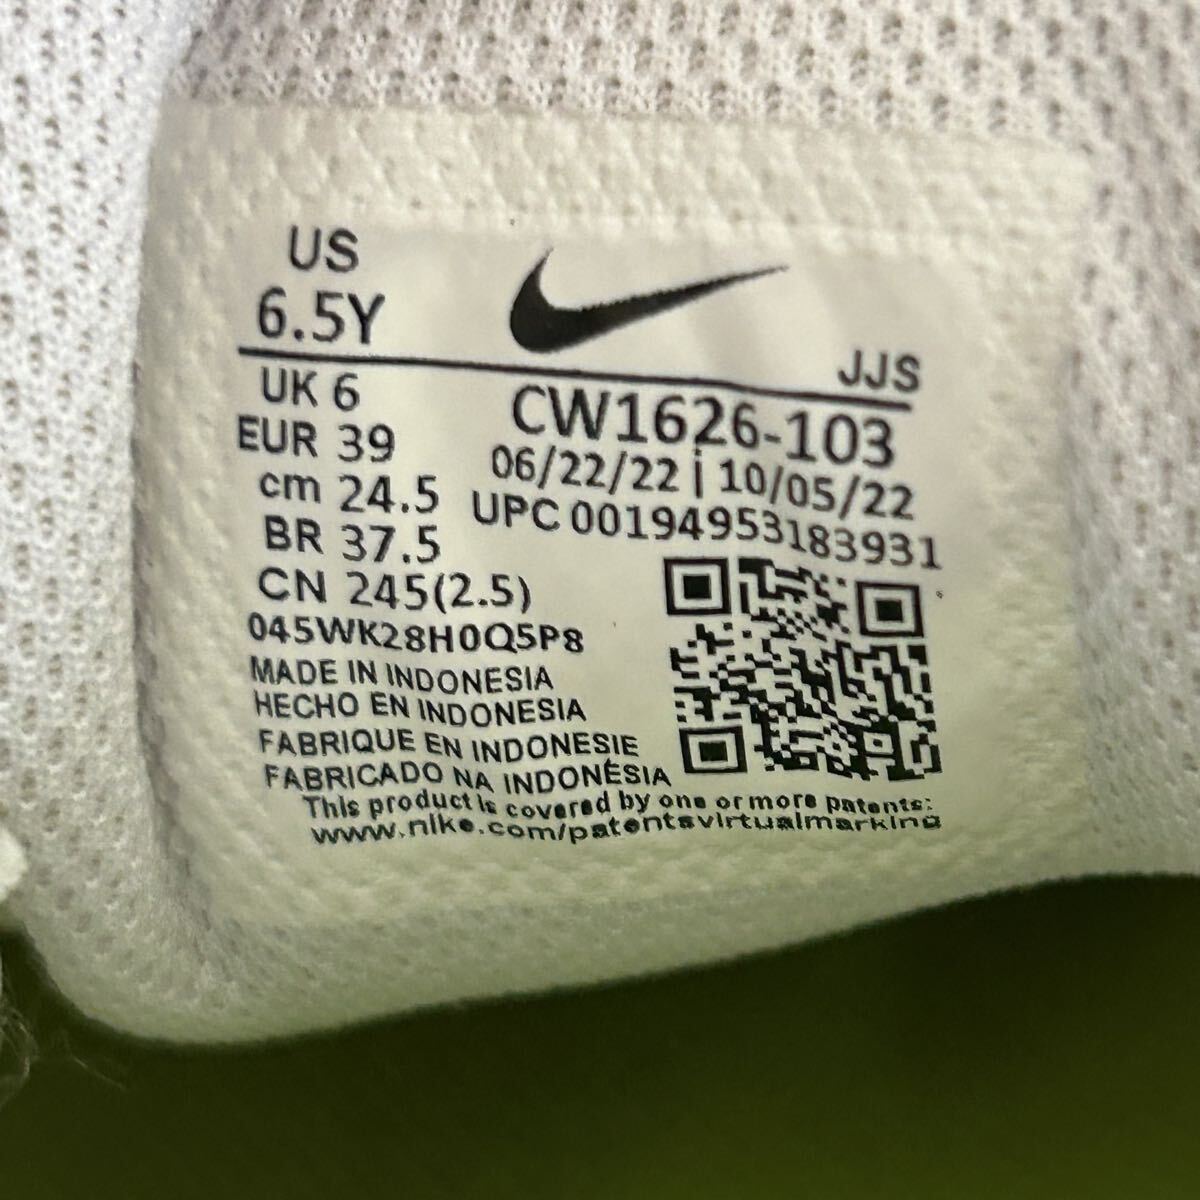 US
6.5Y
JJS
UK 6
CW1626-103
EUR 39
06/22/22 | 10/05/22
cm 24.5
UPC 00194953183931
BR 37.5
CN 245(2.5)
045WK28H0Q5P8
MADE IN INDONESIA
HECHO EN INDONESIA
FABRIQUE EN INDONESIE
FABRICADO NA INDONÉSIA
This product is covered by one or more patents:
www.nike.com/patentsvirtualmarking